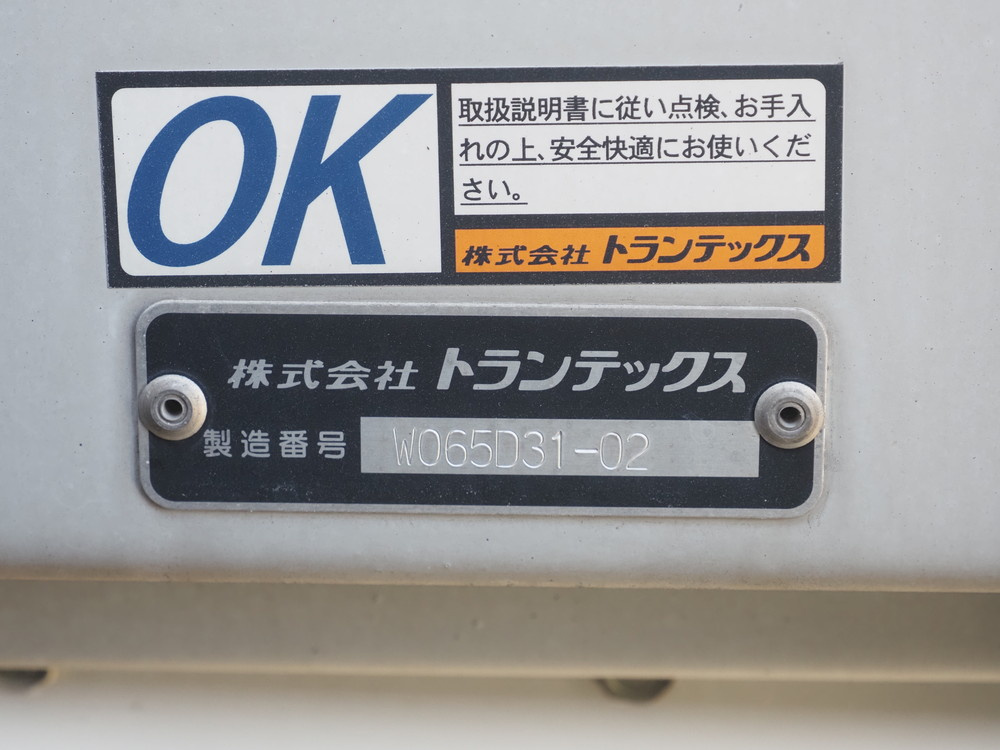 OK
取扱説明書に従い点検、お手入
れの上、安全快適にお使いくだ
さい。
株式会社 トランテックス
株式会社 トランテックス
製造番号 W065D31-02